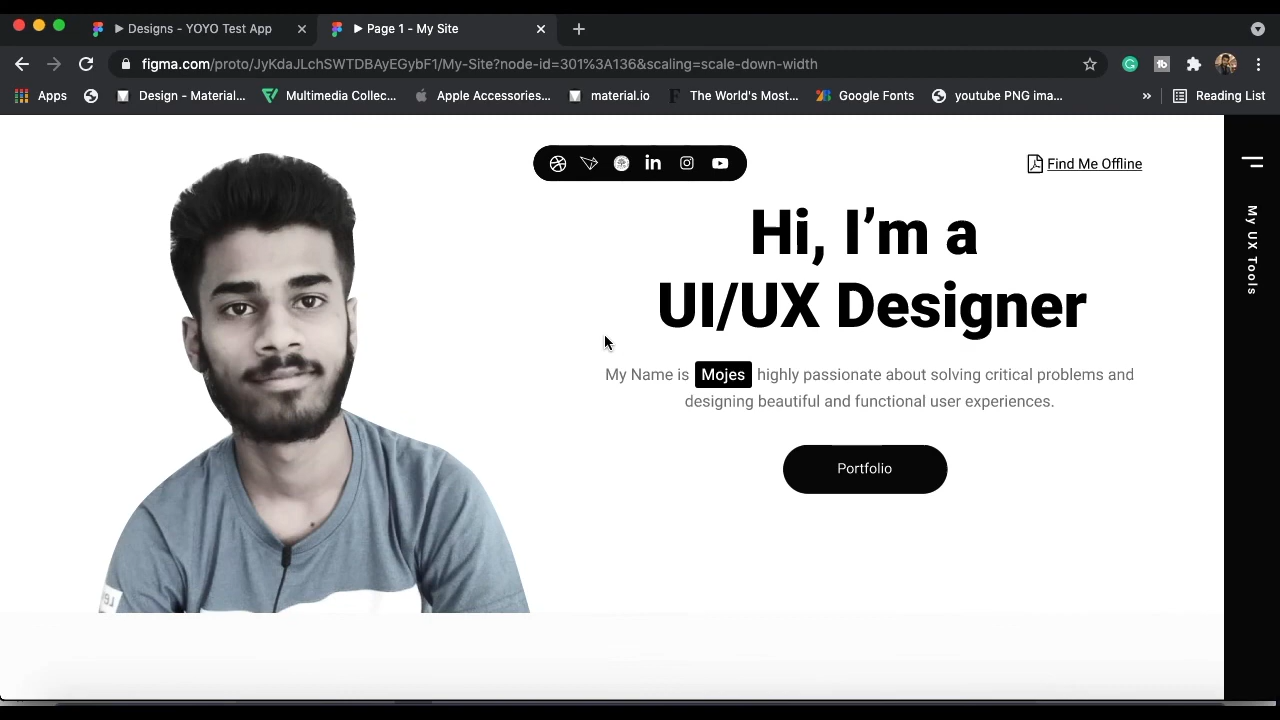 Designs - YOYO Test App
Page 1 - My Site
figma.com/proto/JyKdaJLchSWTDBAyEGybF1/My-Site?node-id=301%3A136&scaling=scale-down-width
Apps
Design - Material...
Multimedia Collec...
Apple Accessories...
material.io
The World's Most...
Google Fonts
youtube PNG ima...
»
Reading List
Find Me Offline
Hi, I’m a
UI/UX Designer
My Name is Mojes highly passionate about solving critical problems and
designing beautiful and functional user experiences.
Portfolio
My UX Tools